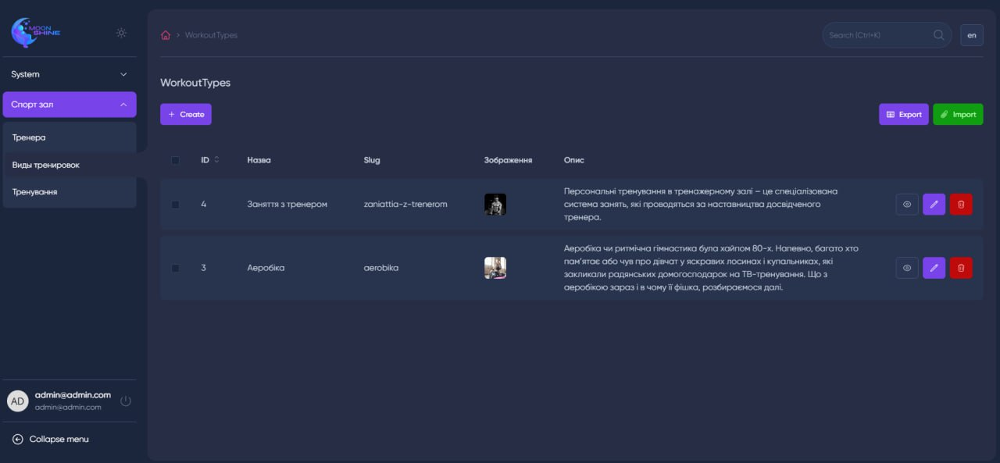 MOON
SHINE
System
Спорт зал
Тренера
Виды тренировок
Тренування
AD
admin@admin.com
admin@admin.com
Collapse menu
WorkoutTypes
Search (Ctrl+K)
en
WorkoutTypes
Create
Export
Import
ID
Назва
Slug
Зображення
Опис
4
Заняття з тренером
zaniattia-z-trenerom
Персональні тренування в тренажерному залі – це спеціалізована
система занять, які проводяться за наставництва досвідченого
тренера.
3
Аеробіка
aerobika
Аеробіка чи ритмічна гімнастика була хайпом 80-х. Напевно, багато хто
пам'ятає або чув про дівчат у яскравих лосинах і купальниках, які
закликали радянських домогосподарок на ТВ-тренування. Що з
аеробікою зараз і в чому її фішка, розбираємося далі.